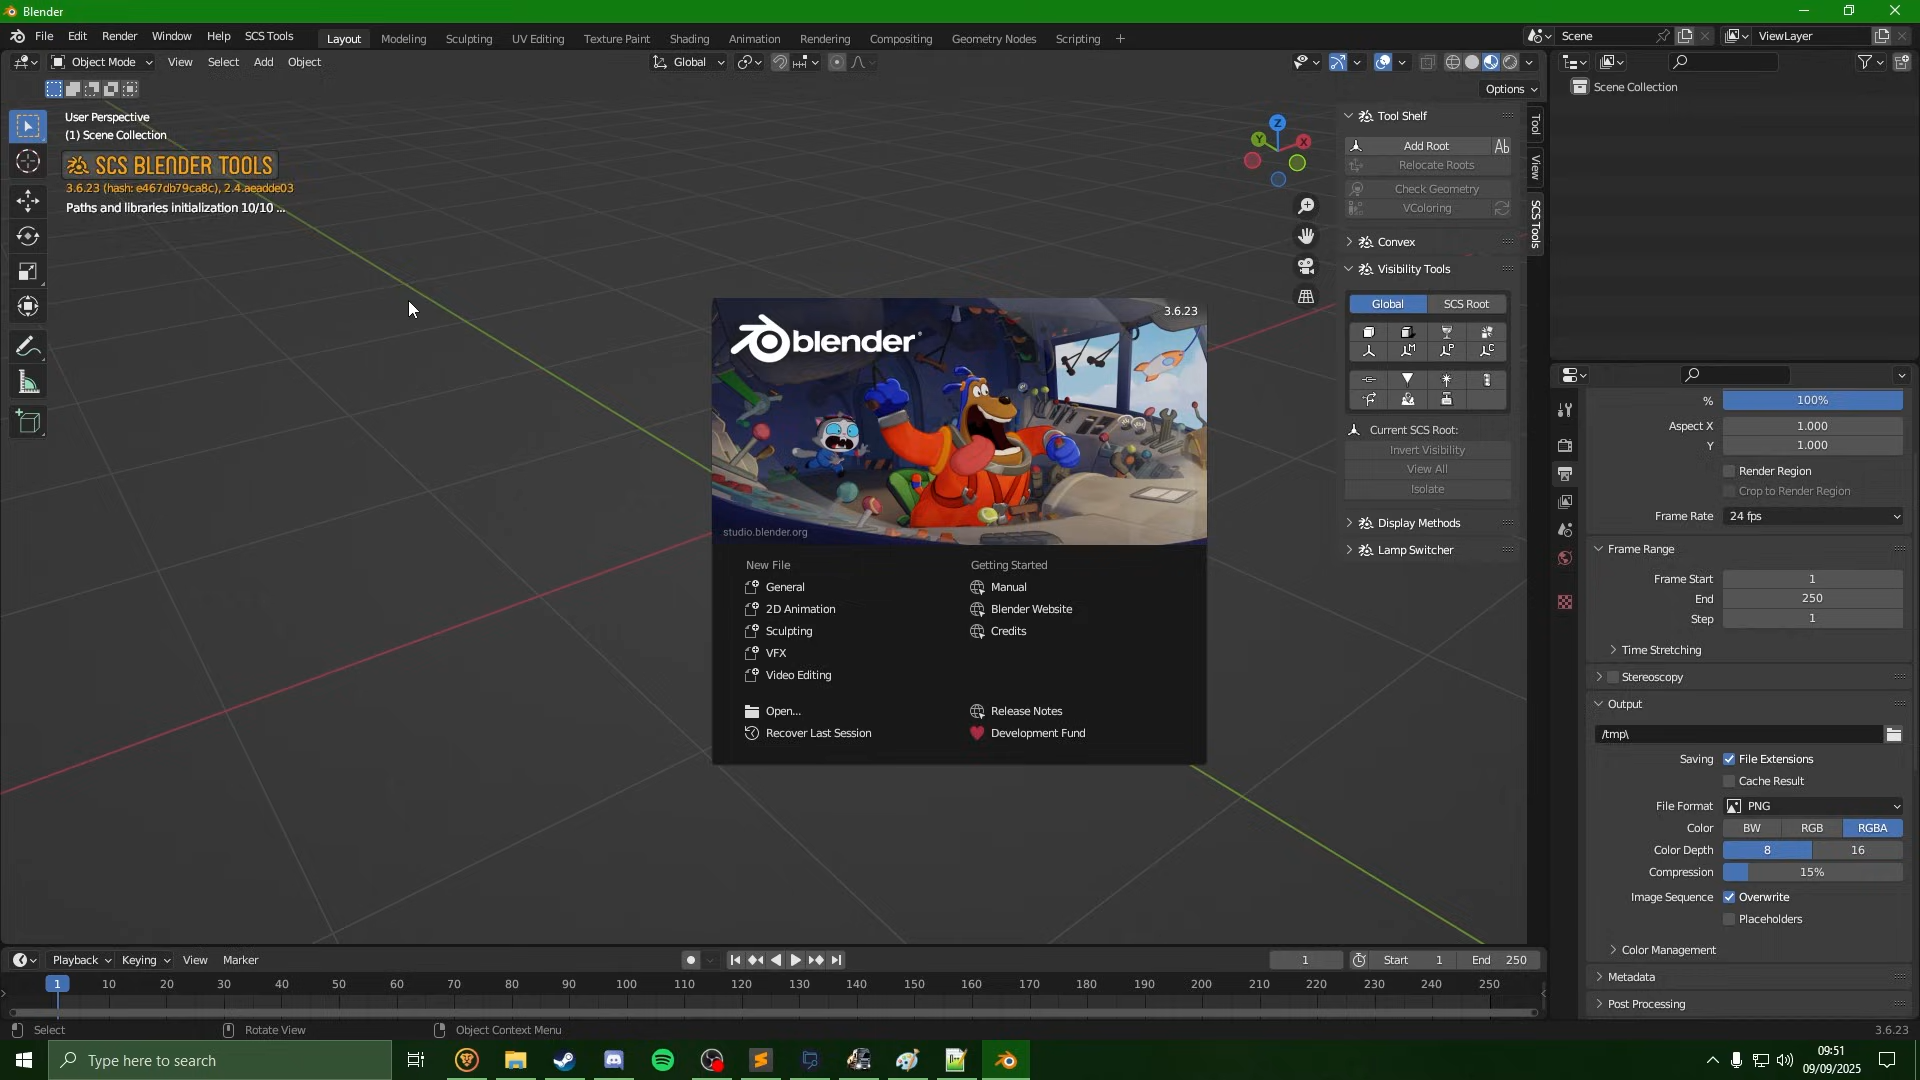 Blender
File Edit Render Window Help SCS Tools
Layout Modeling Sculpting UV Editing Texture Paint Shading Animation Rendering Compositing Geometry Nodes Scripting +
Scene
ViewLayer
Object Mode View Select Add Object
Global
Options
User Perspective
(1) Scene Collection
SCS BLENDER TOOLS
3.6.23 (hash: e467db79ca8c), 2.4.aeadde03
Paths and libraries initialization 10/10 ...
Z
Y
X
Tool Shelf
Add Root Ab
Relocate Roots
Check Geometry
VColoring
Convex
Visibility Tools
Global SCS Root
Current SCS Root:
Invert Visibility
View All
Isolate
Display Methods
Lamp Switcher
Tool
View
SCS Tools
blender
3.6.23
studio.blender.org
New File
General
2D Animation
Sculpting
VFX
Video Editing
Open...
Recover Last Session
Getting Started
Manual
Blender Website
Credits
Release Notes
Development Fund
Scene Collection
% 100%
Aspect X 1.000
Y 1.000
Render Region
Crop to Render Region
Frame Rate 24 fps
Frame Range
Frame Start 1
End 250
Step 1
Time Stretching
Stereoscopy
Output
/tmp\
Saving File Extensions
Cache Result
File Format PNG
Color BW RGB RGBA
Color Depth 8 16
Compression 15%
Image Sequence Overwrite
Placeholders
Color Management
Metadata
Post Processing
Playback Keying View Marker
1 Start 1 End 250
1 10 20 30 40 50 60 70 80 90 100 110 120 130 140 150 160 170 180 190 200 210 220 230 240 250
Select Rotate View Object Context Menu
3.6.23
Type here to search
09:51
09/09/2025